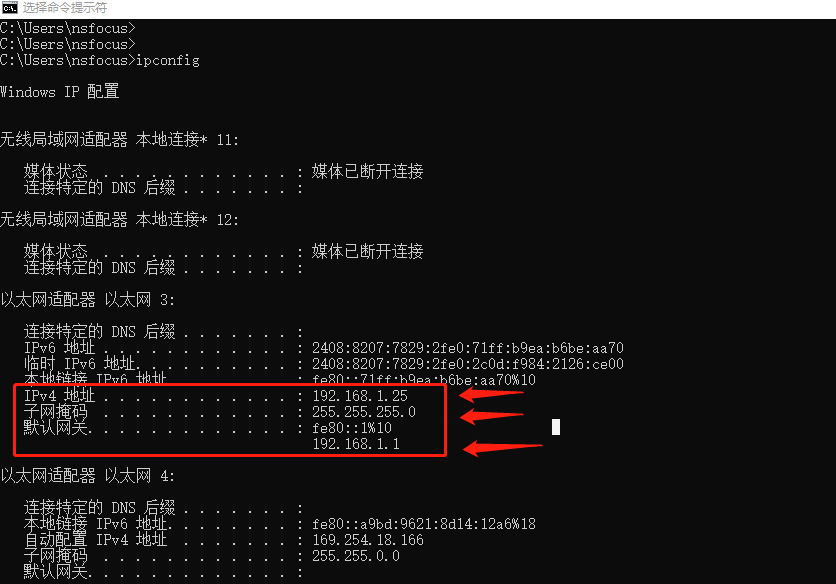 选择命令提示符
C:\Users\nsfocus>
C:\Users\nsfocus>
C:\Users\nsfocus>ipconfig
Windows IP 配置
无线局域网适配器 本地连接* 11:
媒体状态 . . . . . . . . . . . . : 媒体已断开连接
连接特定的 DNS 后缀 . . . . . . . :
无线局域网适配器 本地连接* 12:
媒体状态 . . . . . . . . . . . . : 媒体已断开连接
连接特定的 DNS 后缀 . . . . . . . :
以太网适配器 以太网 3:
连接特定的 DNS 后缀 . . . . . . . :
IPv6 地址 . . . . . . . . . . . . : 2408:8207:7829:2fe0:71ff:b9ea:b6be:aa70
临时 IPv6 地址. . . . . . . . . . : 2408:8207:7829:2fe0:2c0d:f984:2126:ce00
本地链接 IPv6 地址. . . . . . . . : fe80::71ff:b9ea:b6be:aa70%10
IPv4 地址 . . . . . . . . . . . . : 192.168.1.25
子网掩码 . . . . . . . . . . . . : 255.255.255.0
默认网关. . . . . . . . . . . . . : fe80::1%10
192.168.1.1
以太网适配器 以太网 4:
连接特定的 DNS 后缀 . . . . . . . :
本地链接 IPv6 地址. . . . . . . . : fe80::a9bd:9621:8d14:12a6%18
自动配置 IPv4 地址 . . . . . . . : 169.254.18.166
子网掩码 . . . . . . . . . . . . : 255.255.0.0
默认网关. . . . . . . . . . . . . :